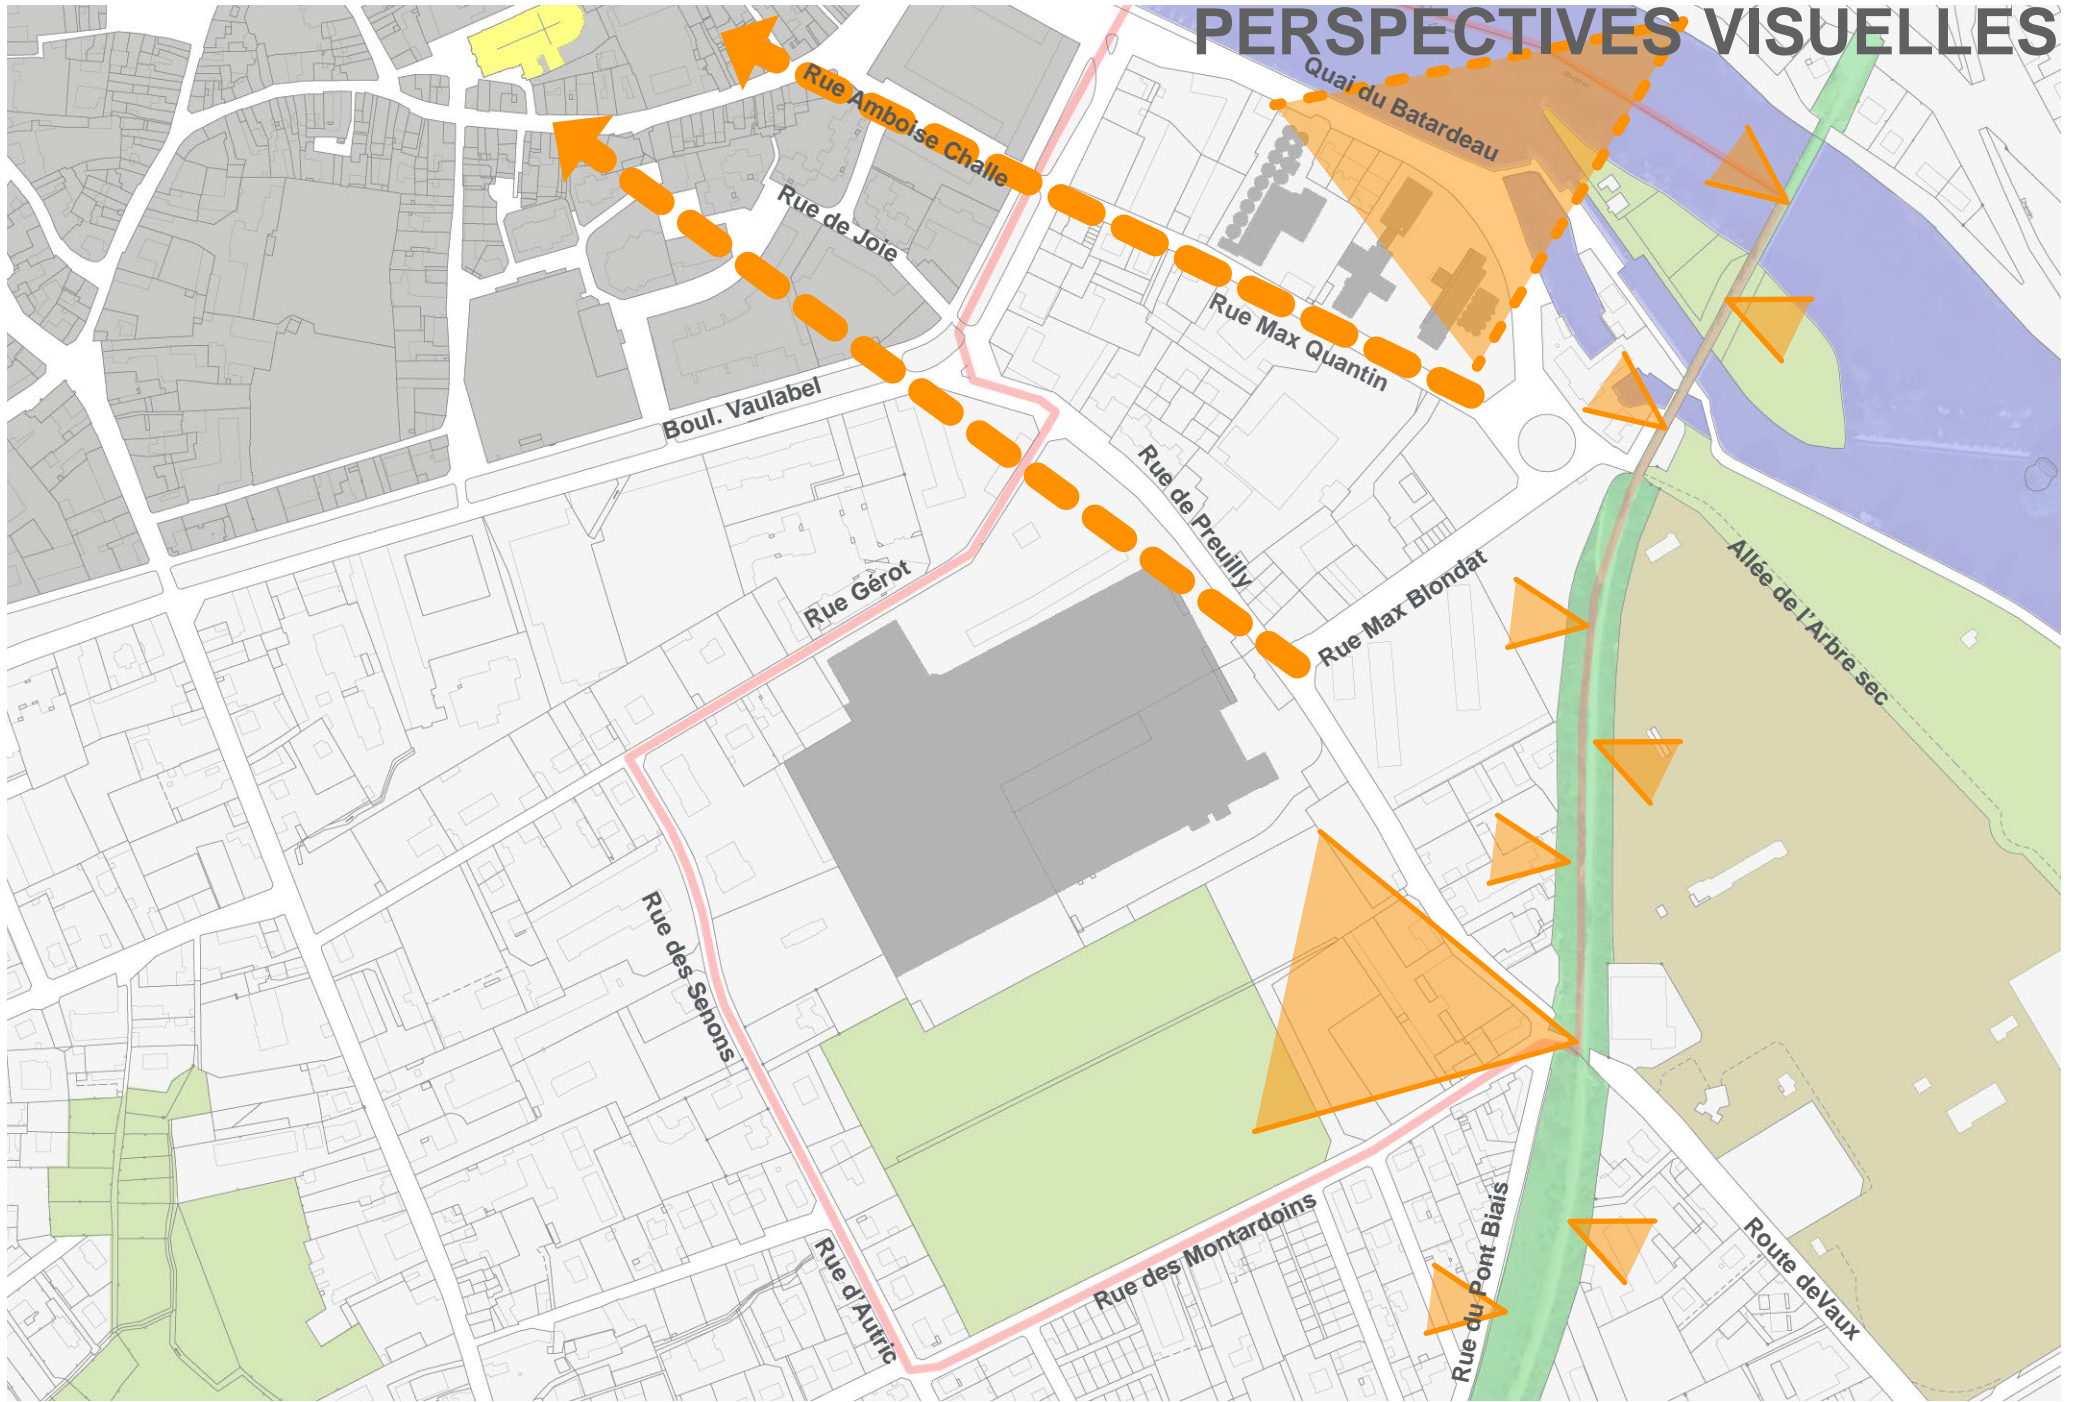 PERSPECTIVES VISUELLES
Quai du Batardeau
Rue Amboise Challe
Rue de Joie
Rue Max Quantin
Boul. Vaulabel
Rue de Preuilly
Rue Gérot
Rue Max Blondat
Allée de l'Arbre sec
Rue des Senons
Rue des Montardoins
Rue d'Autric
Rue du Pont Biais
Route deVaux